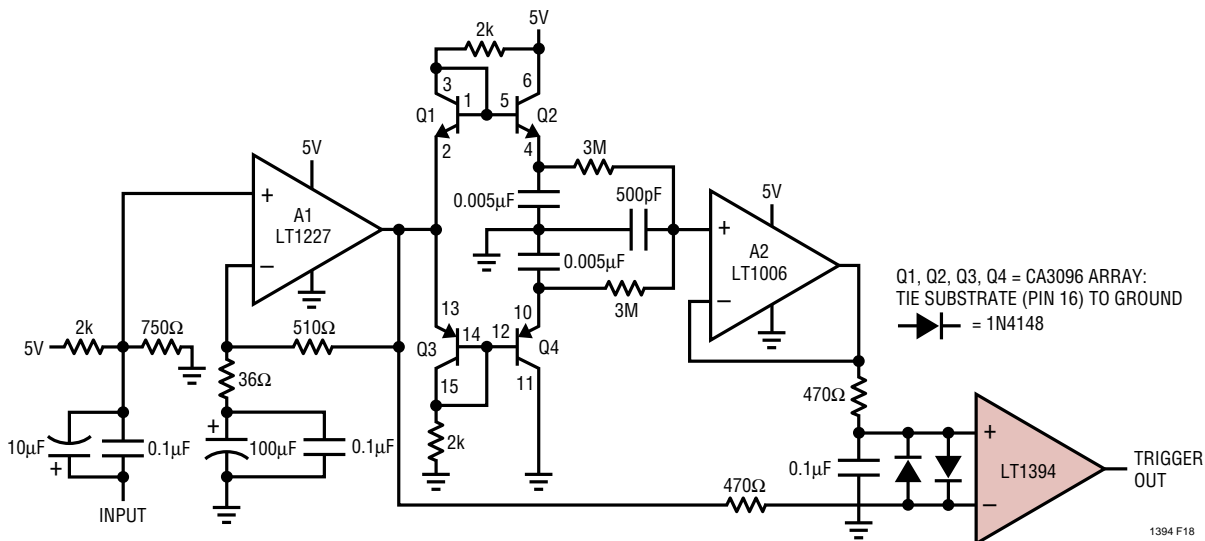 5V
2k
3
1
5
6
Q1
Q2
2
4
3M
5V
+
A1
LT1227
−
0.005µF
500pF
5V
+
A2
LT1006
−
0.005µF
3M
Q1, Q2, Q3, Q4 = CA3096 ARRAY:
TIE SUBSTRATE (PIN 16) TO GROUND
= 1N4148
13
14
12
10
Q3
Q4
15
11
2k
5V
2k
750Ω
510Ω
36Ω
10µF
+
0.1µF
+
100µF
0.1µF
INPUT
470Ω
0.1µF
470Ω
+
LT1394
−
TRIGGER
OUT
1394 F18